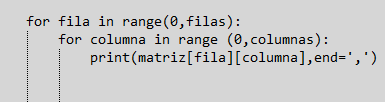 for fila in range(0,filas):
    for columna in range (0,columnas):
        print(matriz[fila][columna],end=',')